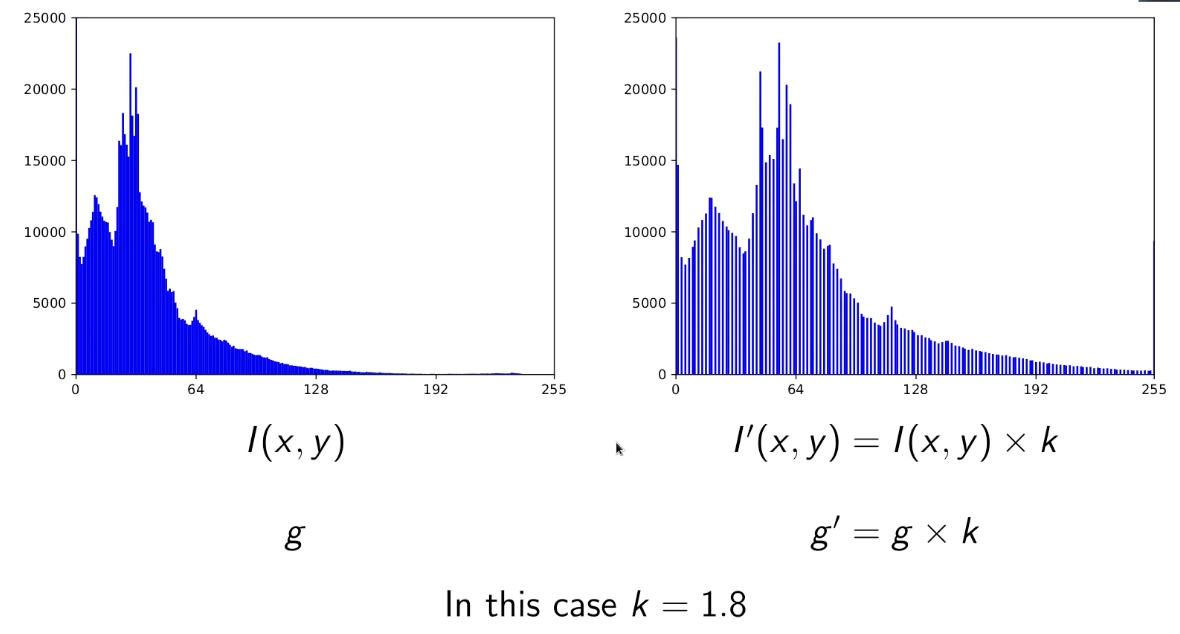 25000
20000
15000
10000
5000
0
0 64 128 192 255
25000
20000
15000
10000
5000
0
0 64 128 192 255
I(x, y)
I′(x, y) = I(x, y) × k
g
g′ = g × k
In this case k = 1.8